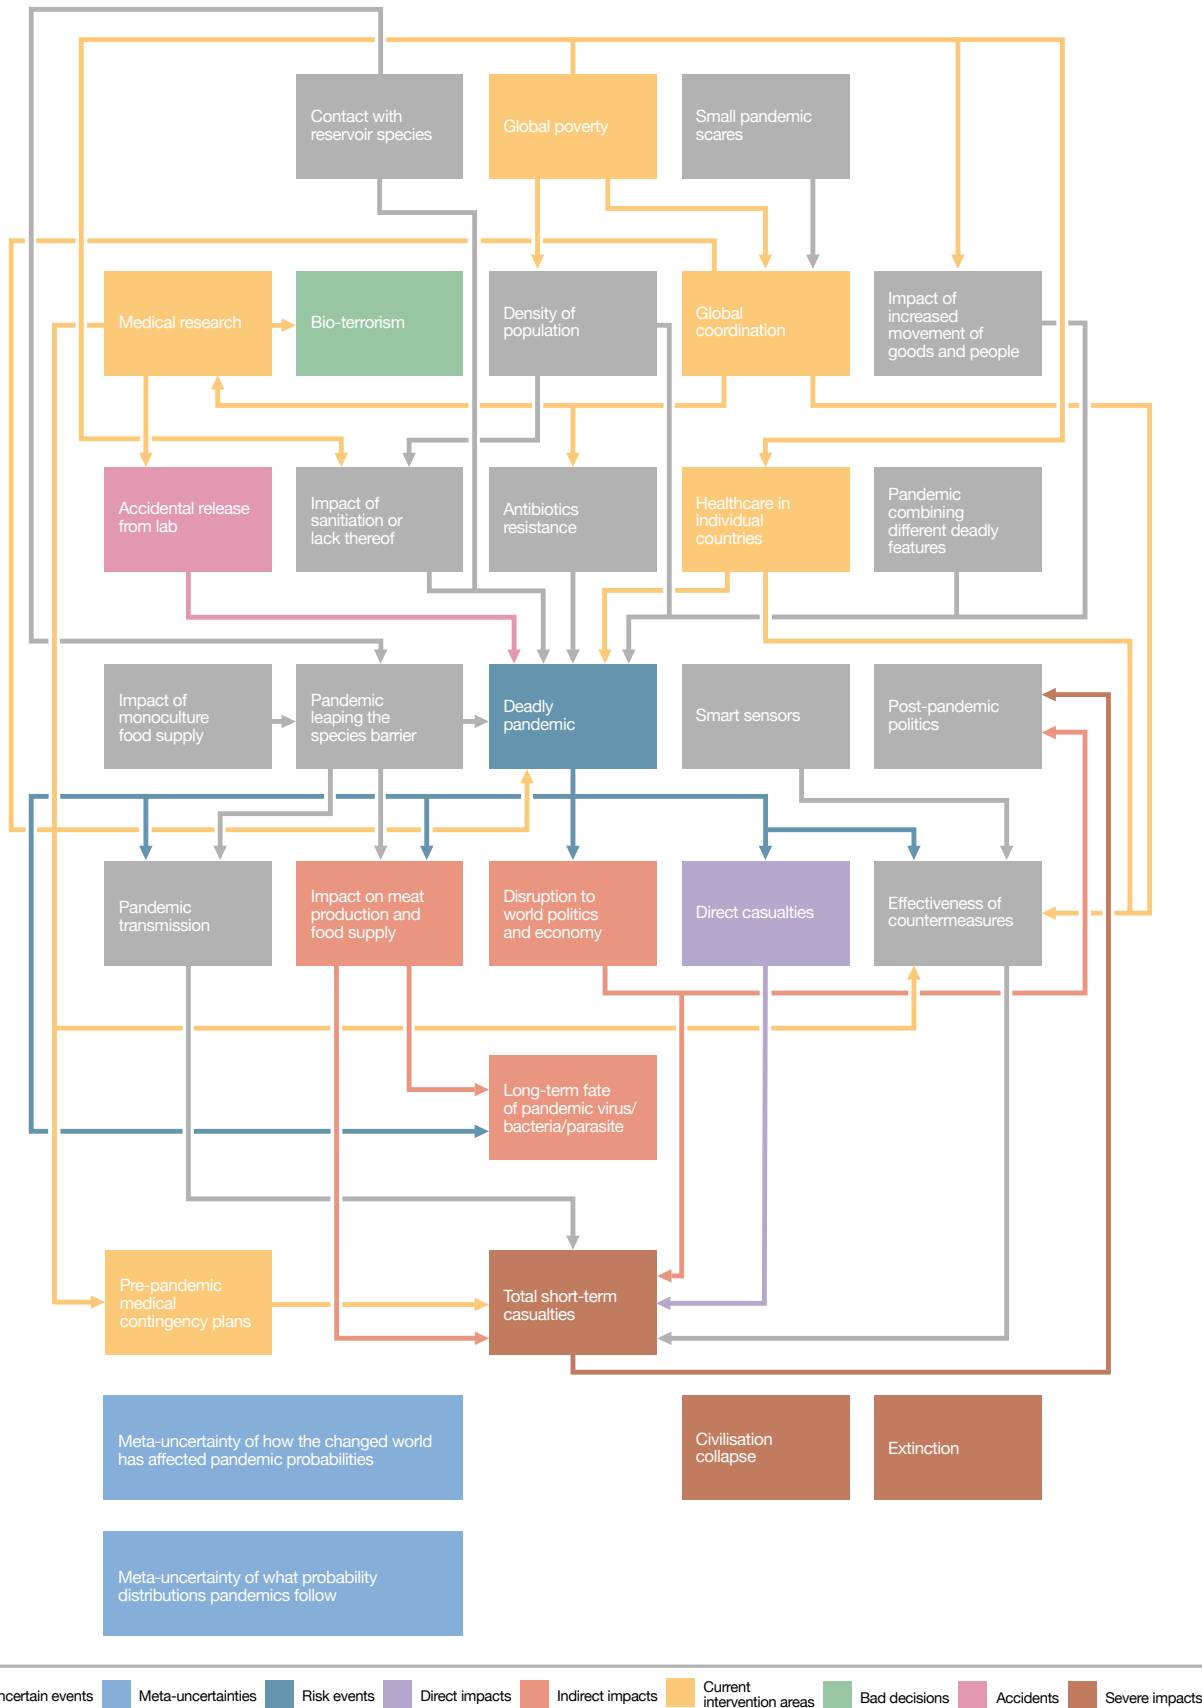 Contact with
reservoir species
Global poverty
Small pandemic
scares
Medical research
Bio-terrorism
Density of
population
Global
coordination
Impact of
increased
movement of
goods and people
Accidental release
from lab
Impact of
sanitiation or
lack thereof
Antibiotics
resistance
Healthcare in
individual
countries
Pandemic
combining
different deadly
features
Impact of
monoculture
food supply
Pandemic
leaping the
species barrier
Deadly
pandemic
Smart sensors
Post-pandemic
politics
Pandemic
transmission
Impact on meat
production and
food supply
Disruption to
world politics
and economy
Direct casualties
Effectiveness of
countermeasures
Long-term fate
of pandemic virus/
bacteria/parasite
Pre-pandemic
medical
contingency plans
Total short-term
casualties
Meta-uncertainty of how the changed world
has affected pandemic probabilities
Civilisation
collapse
Extinction
Meta-uncertainty of what probability
distributions pandemics follow
ncertain events
Meta-uncertainties
Risk events
Direct impacts
Indirect impacts
Current
intervention areas
Bad decisions
Accidents
Severe impacts